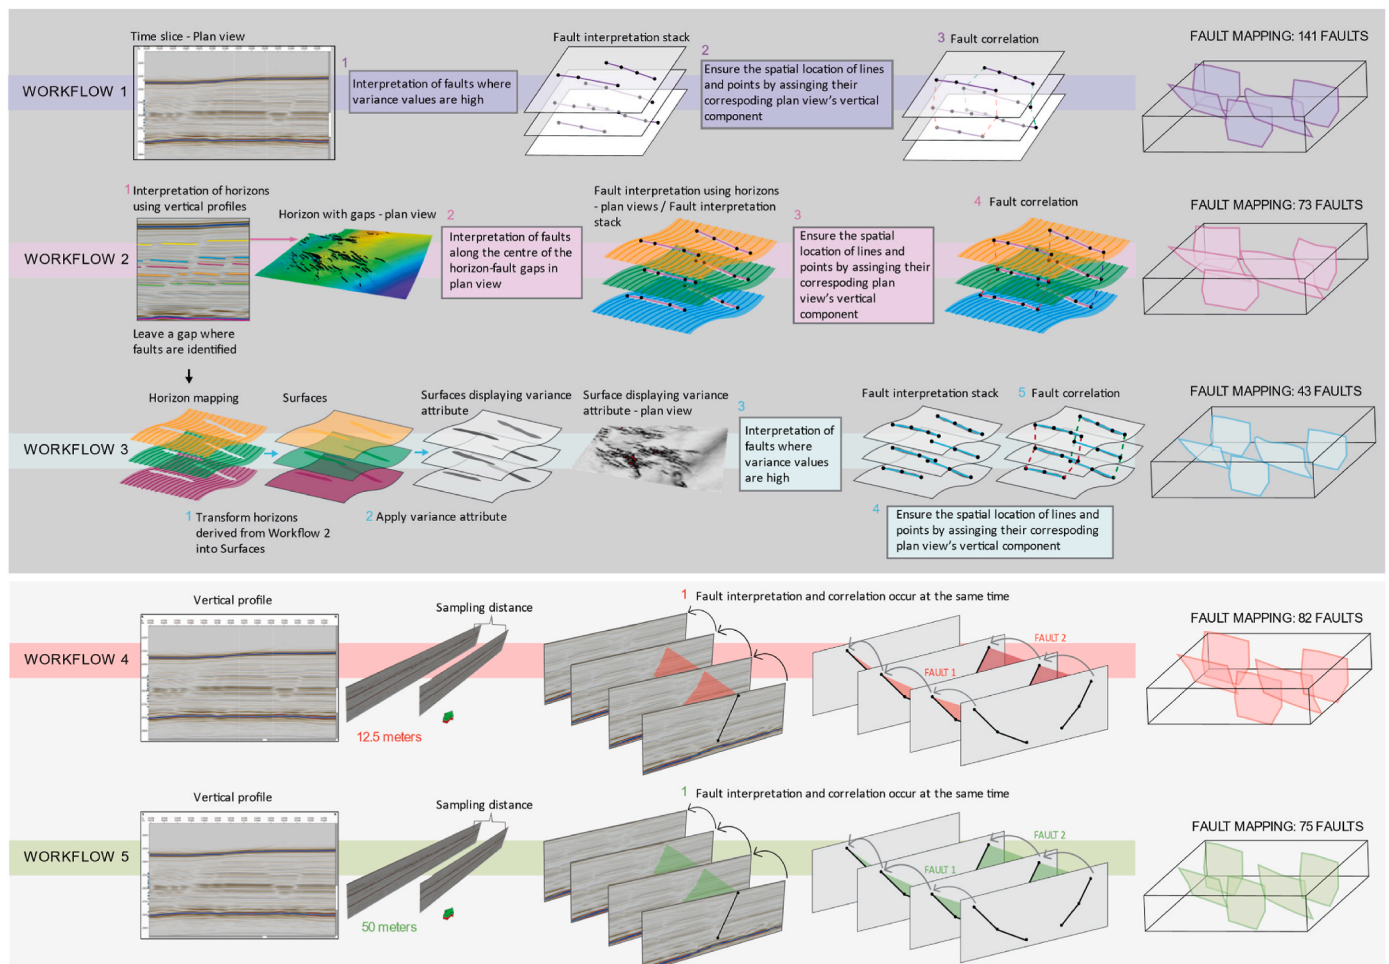 Time slice - Plan view
WORKFLOW 1
1
Interpretation of faults where
variance values are high
Fault interpretation stack
2
Ensure the spatial location of lines
and points by assinging their
correspoding plan view's vertical
component
3 Fault correlation
FAULT MAPPING: 141 FAULTS
WORKFLOW 2
1 Interpretation of horizons
using vertical profiles
Leave a gap where
faults are identified
Horizon with gaps - plan view
2
Interpretation of faults
along the centre of the
horizon-fault gaps in
plan view
Fault interpretation using horizons
- plan views / Fault interpretation
stack
3
Ensure the spatial
location of lines and
points by assinging their
correspoding plan
view's vertical
component
4 Fault correlation
FAULT MAPPING: 73 FAULTS
WORKFLOW 3
Horizon mapping
1 Transform horizons
derived from Workflow 2
into Surfaces
Surfaces
2 Apply variance attribute
Surfaces displaying variance
attribute
Surface displaying variance
attribute - plan view
3
Interpretation of
faults where
variance values
are high
Fault interpretation stack
4
Ensure the spatial location of lines and
points by assinging their correspoding
plan view's vertical component
5 Fault correlation
FAULT MAPPING: 43 FAULTS
WORKFLOW 4
Vertical profile
Sampling distance
12.5 meters
1 Fault interpretation and correlation occur at the same time
FAULT 1
FAULT 2
FAULT MAPPING: 82 FAULTS
WORKFLOW 5
Vertical profile
Sampling distance
50 meters
1 Fault interpretation and correlation occur at the same time
FAULT 1
FAULT 2
FAULT MAPPING: 75 FAULTS